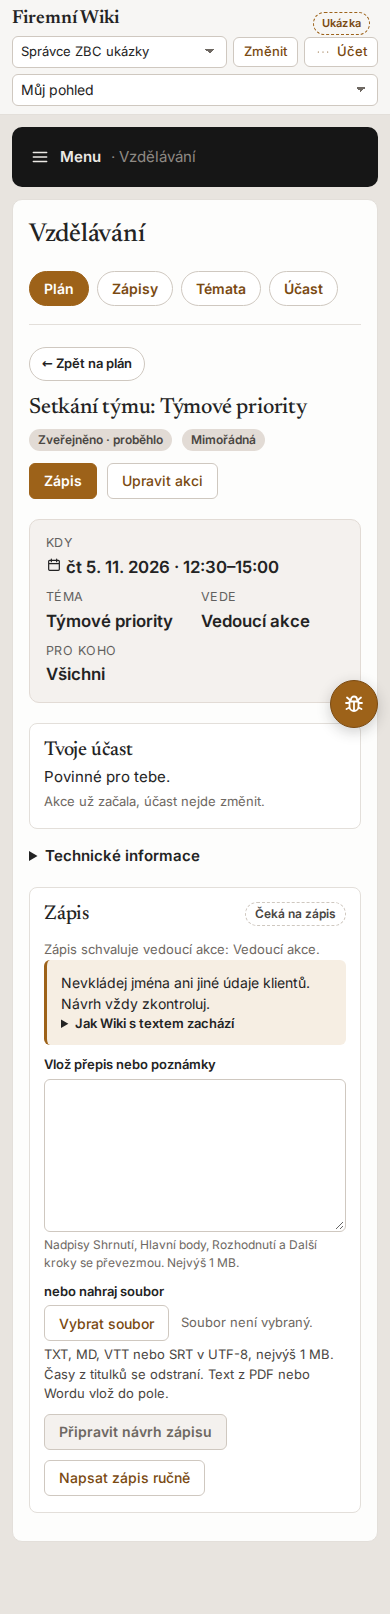 Firemní Wiki
Ukázka
Správce ZBC ukázky
Změnit
··· Účet
Můj pohled
Menu · Vzdělávání
Vzdělávání
Plán
Zápisy
Témata
Účast
← Zpět na plán
Setkání týmu: Týmové priority
Zveřejněno · proběhlo
Mimořádná
Zápis
Upravit akci
KDY
čt 5. 11. 2026 · 12:30–15:00
TÉMA
VEDE
Týmové priority
Vedoucí akce
PRO KOHO
Všichni
Tvoje účast
Povinné pro tebe.
Akce už začala, účast nejde změnit.
Technické informace
Zápis
Čeká na zápis
Zápis schvaluje vedoucí akce: Vedoucí akce.
Nevkládej jména ani jiné údaje klientů.
Návrh vždy zkontroluj.
Jak Wiki s textem zachází
Vlož přepis nebo poznámky
Nadpisy Shrnutí, Hlavní body, Rozhodnutí a Další
kroky se převezmou. Nejvýš 1 MB.
nebo nahraj soubor
Vybrat soubor
Soubor není vybraný.
TXT, MD, VTT nebo SRT v UTF-8, nejvýš 1 MB.
Časy z titulků se odstraní. Text z PDF nebo
Wordu vlož do pole.
Připravit návrh zápisu
Napsat zápis ručně